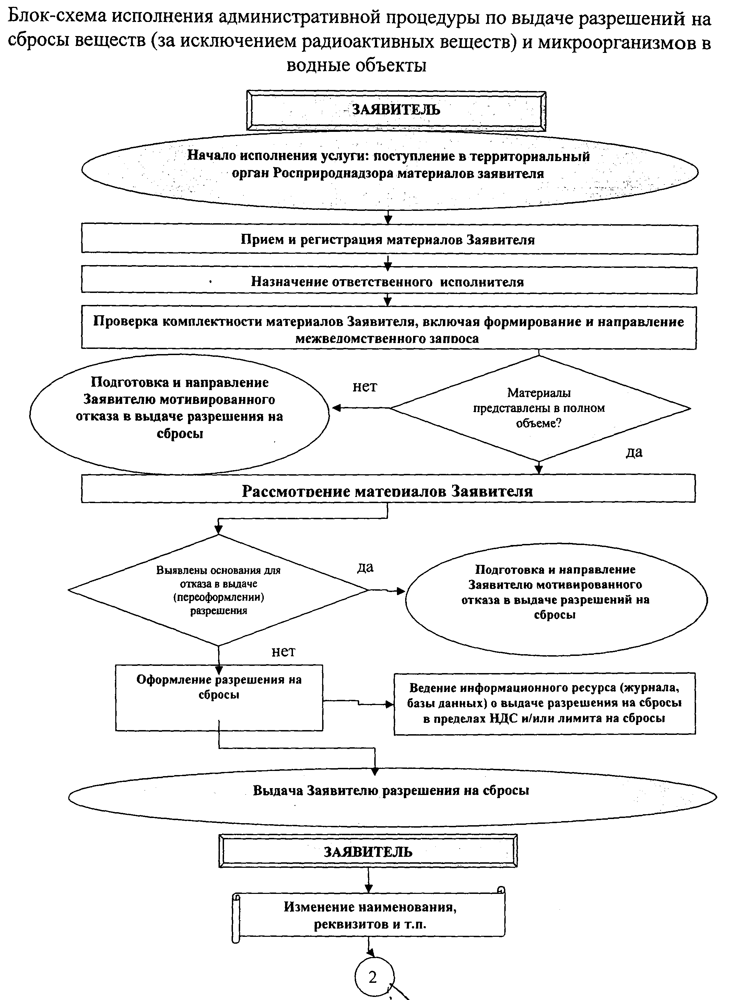 Блок-схема исполнения административной процедуры по выдаче разрешений на
сбросы веществ (за исключением радиоактивных веществ) и микроорганизмов в
водные объекты
ЗАЯВИТЕЛЬ
Начало исполнения услуги: поступление в территориальный
орган Росприроднадзора материалов заявителя
Прием и регистрация материалов Заявителя
Назначение ответственного исполнителя
Проверка комплектности материалов Заявителя, включая формирование и направление
межведомственного запроса
Подготовка и направление
Заявителю мотивированного
отказа в выдаче разрешения на
сбросы
нет
Материалы
представлены в полном
объеме?
да
Рассмотрение материалов Заявителя
Выявлены основания для
отказа в выдаче
(переоформлении)
разрешения
да
Подготовка и направление
Заявителю мотивированного
отказа в выдаче разрешений на
сбросы
нет
Оформление разрешения на
сбросы
Ведение информационного ресурса (журнала,
базы данных) о выдаче разрешения на сбросы
в пределах НДС и/или лимита на сбросы
Выдача Заявителю разрешения на сбросы
ЗАЯВИТЕЛЬ
Изменение наименования,
реквизитов и т.п.
2